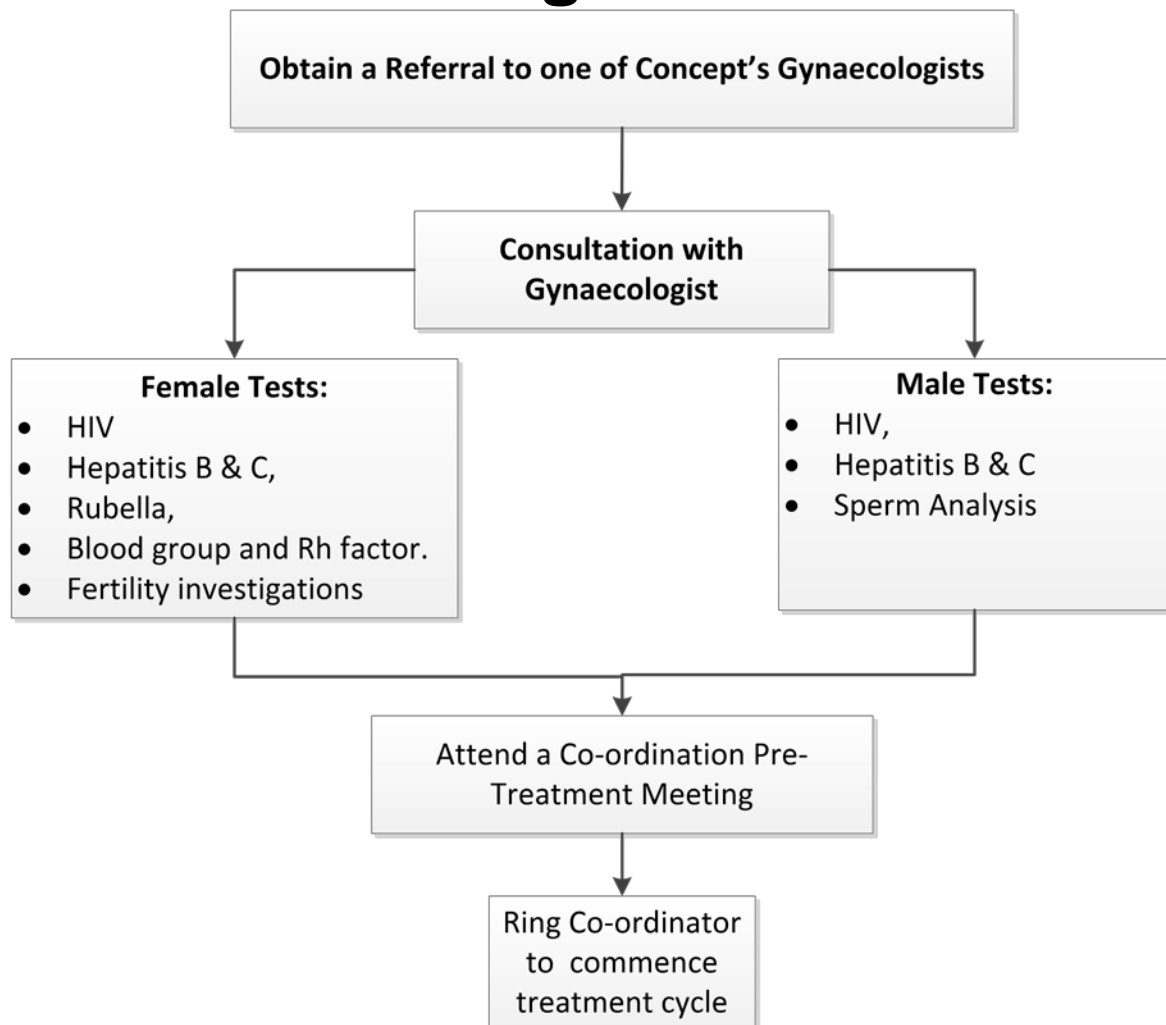 Obtain a Referral to one of Concept's Gynaecologists
Consultation with
Gynaecologist
Female Tests:
• HIV
• Hepatitis B & C,
• Rubella,
• Blood group and Rh factor.
• Fertility investigations
Male Tests:
• HIV,
• Hepatitis B & C
• Sperm Analysis
Attend a Co-ordination Pre-
Treatment Meeting
Ring Co-ordinator
to commence
treatment cycle